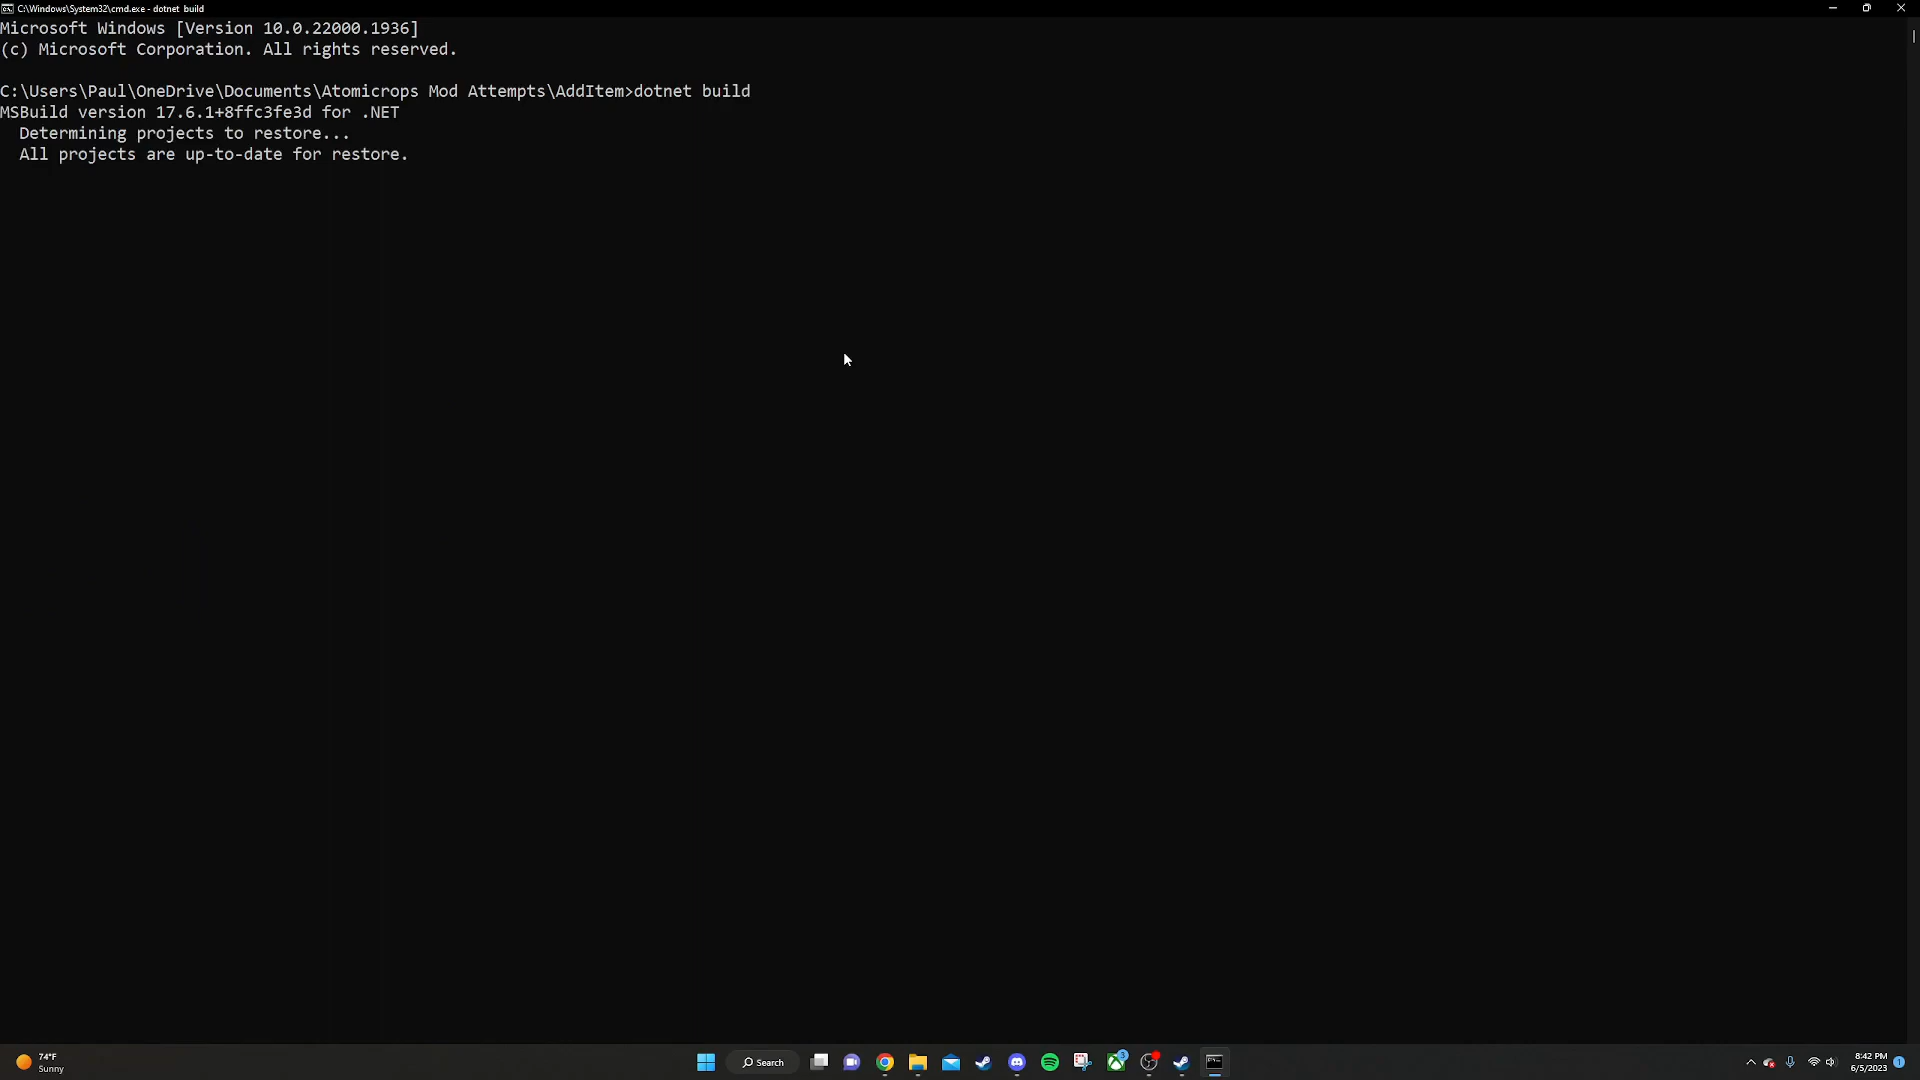 C:\Windows\System32\cmd.exe - dotnet  build
Microsoft Windows [Version 10.0.22000.1936]
(c) Microsoft Corporation. All rights reserved.
C:\Users\Paul\OneDrive\Documents\Atomicrops Mod Attempts\AddItem>dotnet build
MSBuild version 17.6.1+8ffc3fe3d for .NET
  Determining projects to restore...
  All projects are up-to-date for restore.
74°F
Sunny
Search
3
8:42 PM
6/5/2023
1